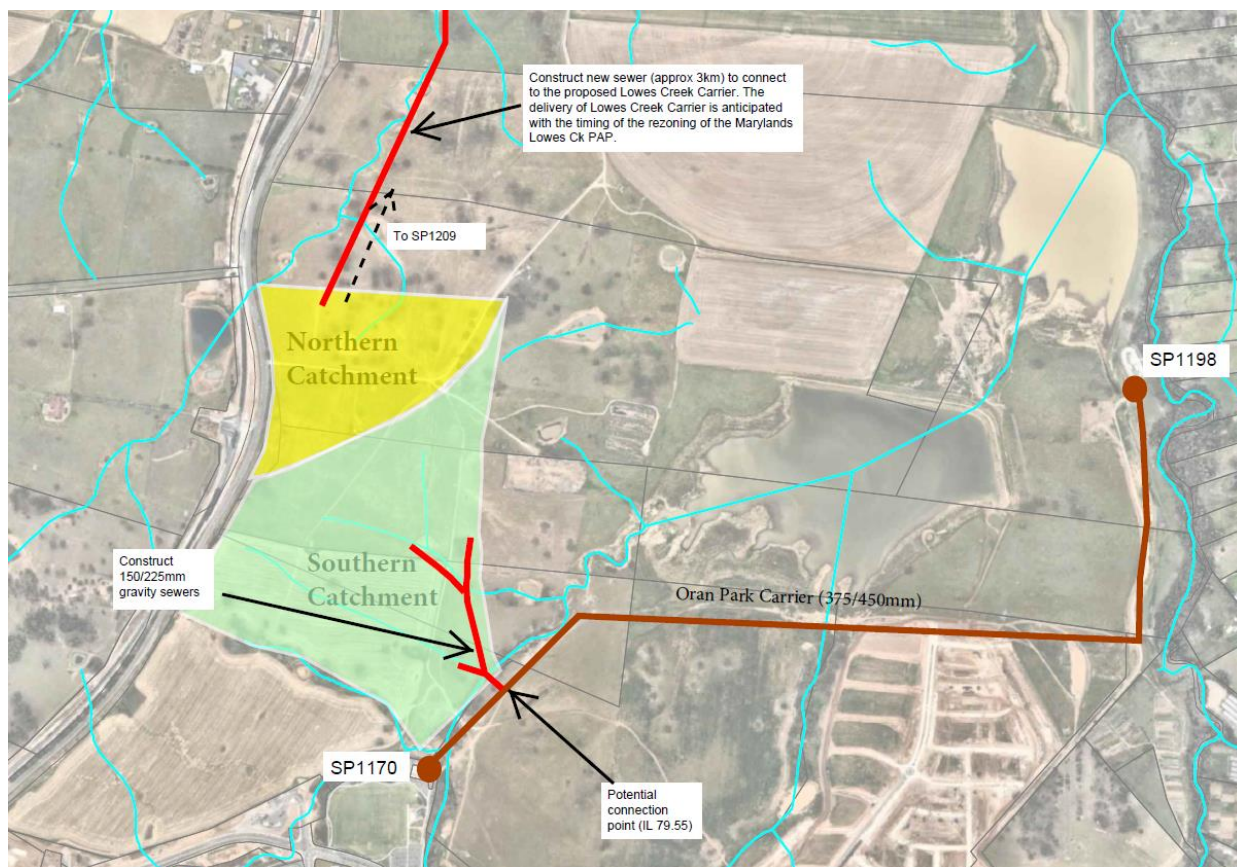 Construct new sewer (approx 3km) to connect
to the proposed Lowes Creek Carrier. The
delivery of Lowes Creek Carrier is anticipated
with the timing of the rezoning of the Marylands
Lowes Ck PAP.
To SP1209
Northern
Catchment
SP1198
Construct
150/225mm
gravity sewers
Southern
Catchment
Oran Park Carrier (375/450mm)
SP1170
Potential
connection
point (IL 79.55)